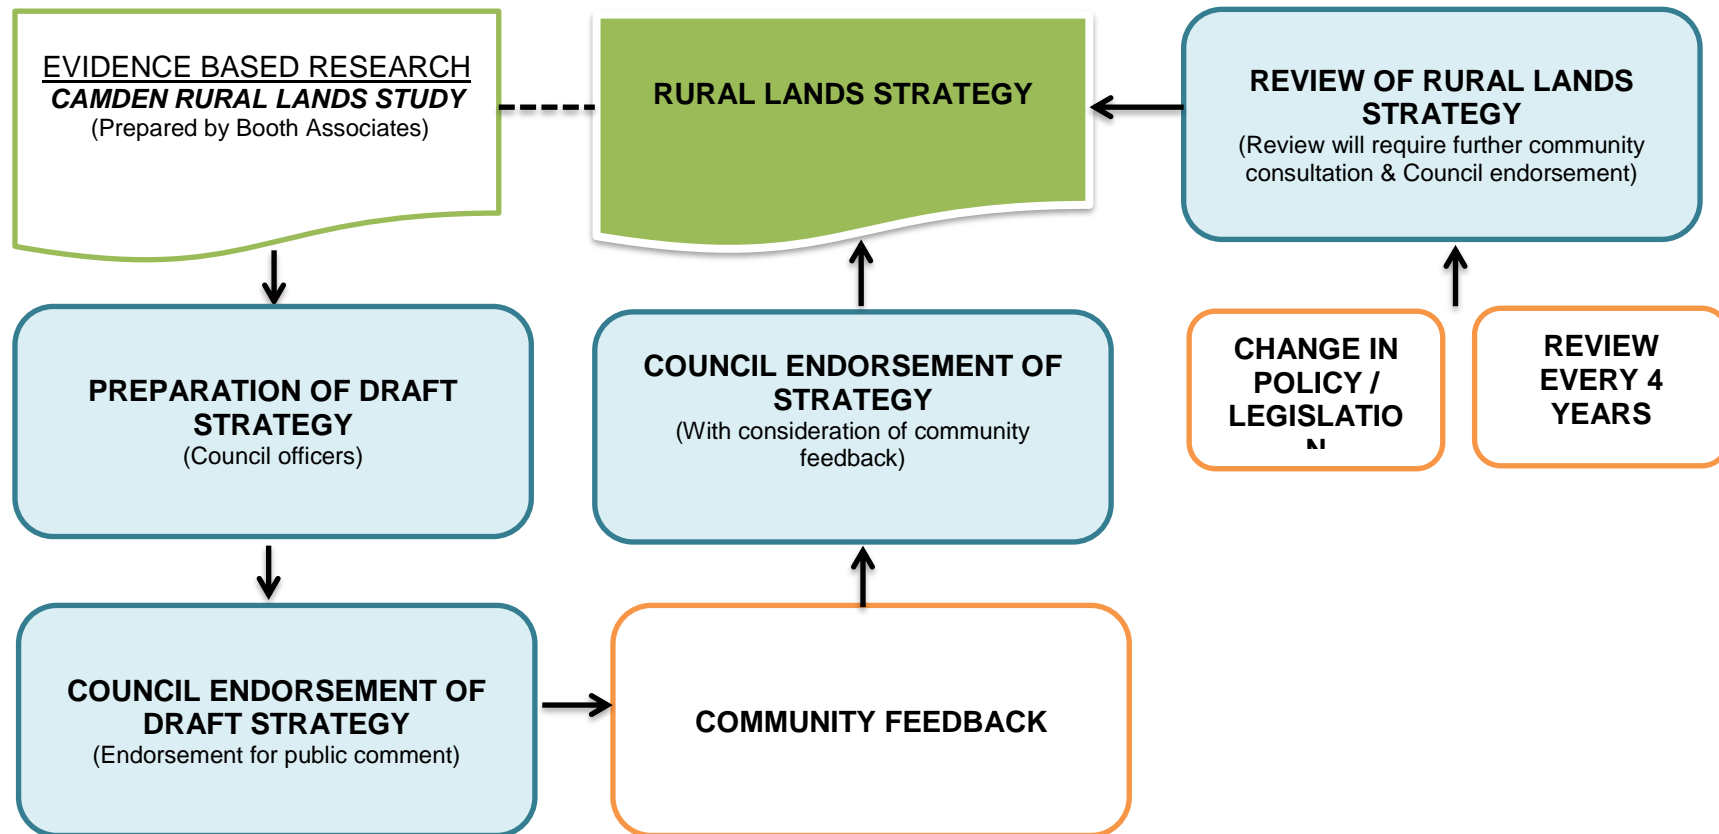 EVIDENCE BASED RESEARCH
CAMDEN RURAL LANDS STUDY
(Prepared by Booth Associates)
RURAL LANDS STRATEGY
REVIEW OF RURAL LANDS
STRATEGY
(Review will require further community
consultation & Council endorsement)
PREPARATION OF DRAFT
STRATEGY
(Council officers)
COUNCIL ENDORSEMENT OF
STRATEGY
(With consideration of community
feedback)
CHANGE IN
POLICY /
LEGISLATIO
N
REVIEW
EVERY 4
YEARS
COUNCIL ENDORSEMENT OF
DRAFT STRATEGY
(Endorsement for public comment)
COMMUNITY FEEDBACK